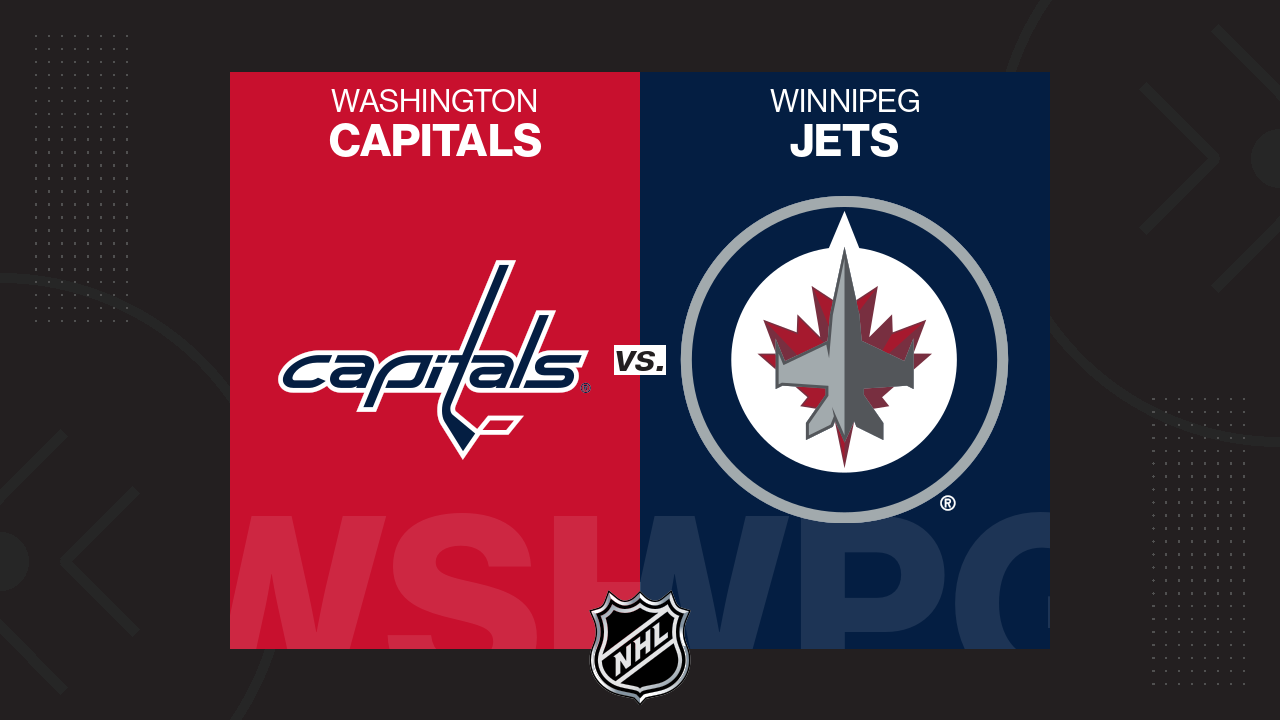 WASHINGTON
CAPITALS
WINNIPEG
JETS
capitals
vs.
®
WSH
WPG
NHL